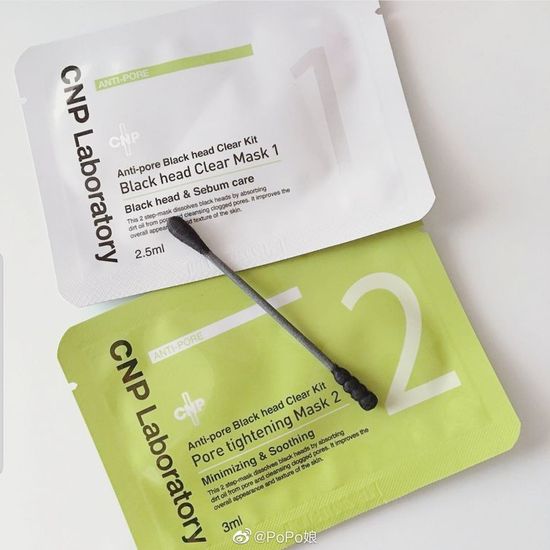 CNP Laboratory
ANTI-PORE
1
CNP
Anti-pore Black head Clear Kit
Black head Clear Mask 1
Black head & Sebum care
This 2 step-mask dissolves black heads by absorbing
dirt oil from pore and cleansing clogged pores. It improves the
overall appearance and texture of the skin.
2.5ml
CNP Laboratory
ANTI-PORE
2
CNP
Anti-pore Black head Clear Kit
Pore tightening Mask 2
Minimizing & Soothing
This 2 step-mask dissolves black heads by absorbing
dirt oil from pore and cleansing clogged pores. It improves the
overall appearance and texture of the skin.
3ml
@PoPo娘